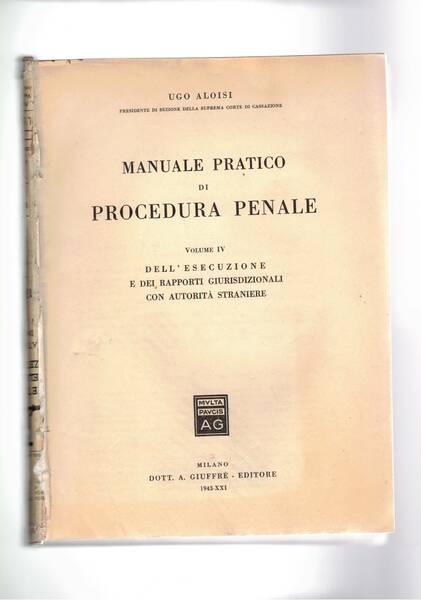 UGO ALOISI
PRESIDENTE DI SEZIONE DELLA SUPREMA CORTE DI CASSAZIONE
MANUALE PRATICO
DI
PROCEDURA PENALE
VOLUME IV
DELL'ESECUZIONE
E DEI RAPPORTI GIURISDIZIONALI
CON AUTORITÀ STRANIERE
MVLTA
PAVCIS
AG
MILANO
DOTT. A. GIUFFRÈ - EDITORE
1943-XXI